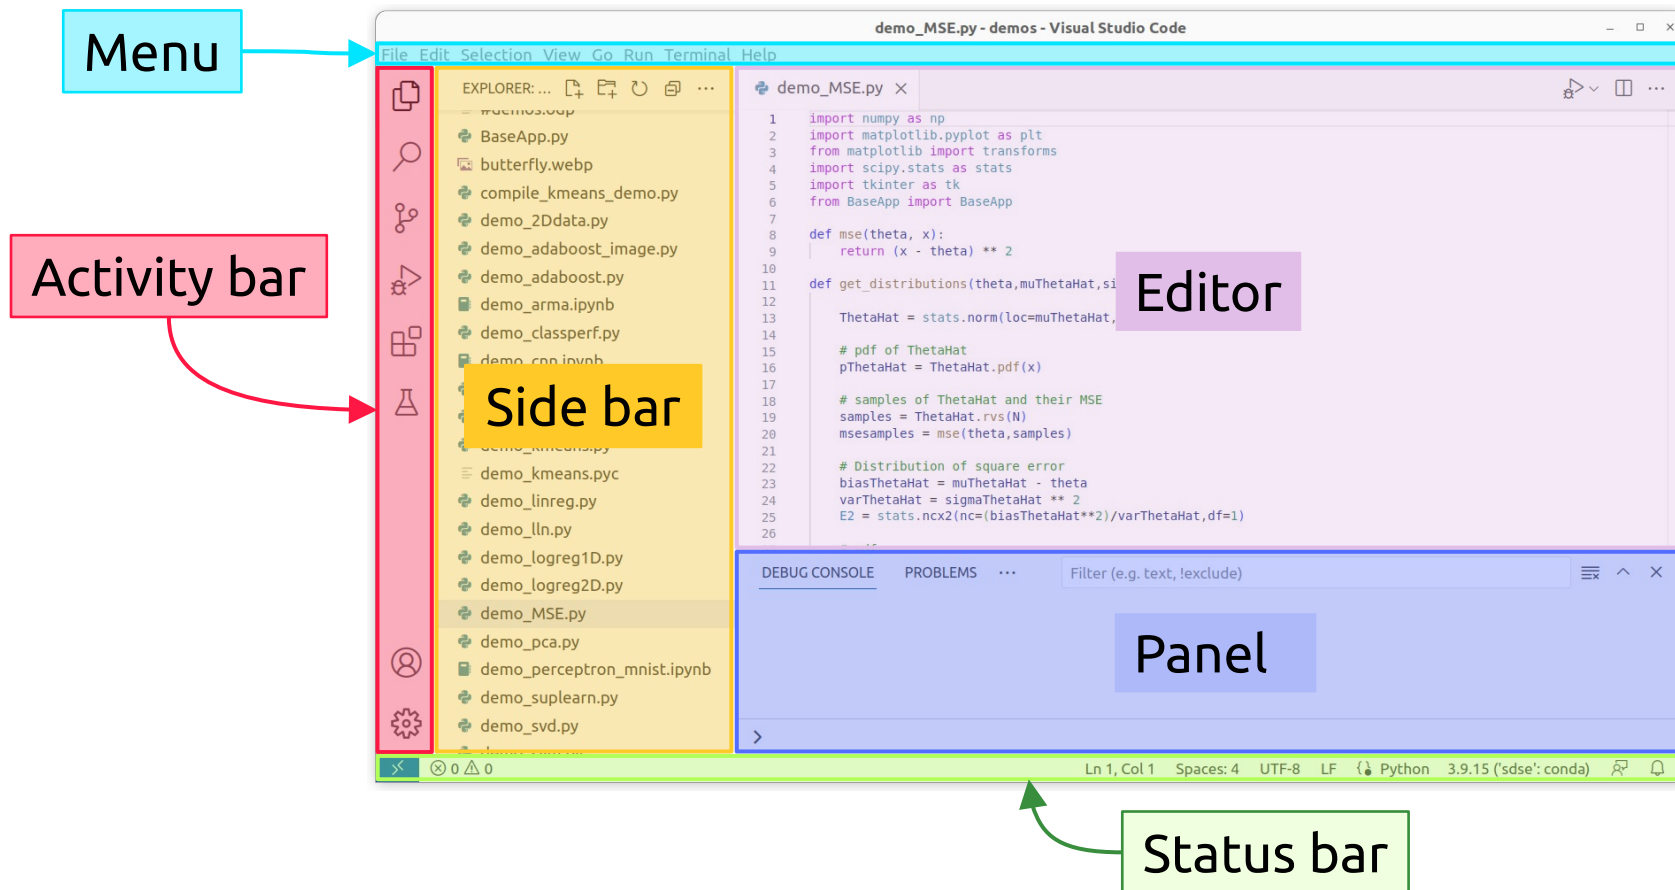 Menu
demo_MSE.py - demos - Visual Studio Code
File Edit Selection View Go Run Terminal Help
Activity bar
EXPLORER: ...
#demos.odp
BaseApp.py
butterfly.webp
compile_kmeans_demo.py
demo_2Ddata.py
demo_adaboost_image.py
demo_adaboost.py
demo_arma.ipynb
demo_classperf.py
demo_cnn.ipynb
Side bar
demo_kmeans.py
demo_kmeans.pyc
demo_linreg.py
demo_lln.py
demo_logreg1D.py
demo_logreg2D.py
demo_MSE.py
demo_pca.py
demo_perceptron_mnist.ipynb
demo_suplearn.py
demo_svd.py
demo_MSE.py
1 import numpy as np
2 import matplotlib.pyplot as plt
3 from matplotlib import transforms
4 import scipy.stats as stats
5 import tkinter as tk
6 from BaseApp import BaseApp
7
8 def mse(theta, x):
9 return (x - theta) ** 2
10
11 def get_distributions(theta,muThetaHat,si
12
13 ThetaHat = stats.norm(loc=muThetaHat,
14
15 # pdf of ThetaHat
16 pThetaHat = ThetaHat.pdf(x)
17
18 # samples of ThetaHat and their MSE
19 samples = ThetaHat.rvs(N)
20 msesamples = mse(theta,samples)
21
22 # Distribution of square error
23 biasThetaHat = muThetaHat - theta
24 varThetaHat = sigmaThetaHat ** 2
25 E2 = stats.ncx2(nc=(biasThetaHat**2)/varThetaHat,df=1)
26
Editor
DEBUG CONSOLE PROBLEMS ... Filter (e.g. text, !exclude)
Panel
>
0 0 Ln 1, Col 1 Spaces: 4 UTF-8 LF Python 3.9.15 ('sdse': conda)
Status bar